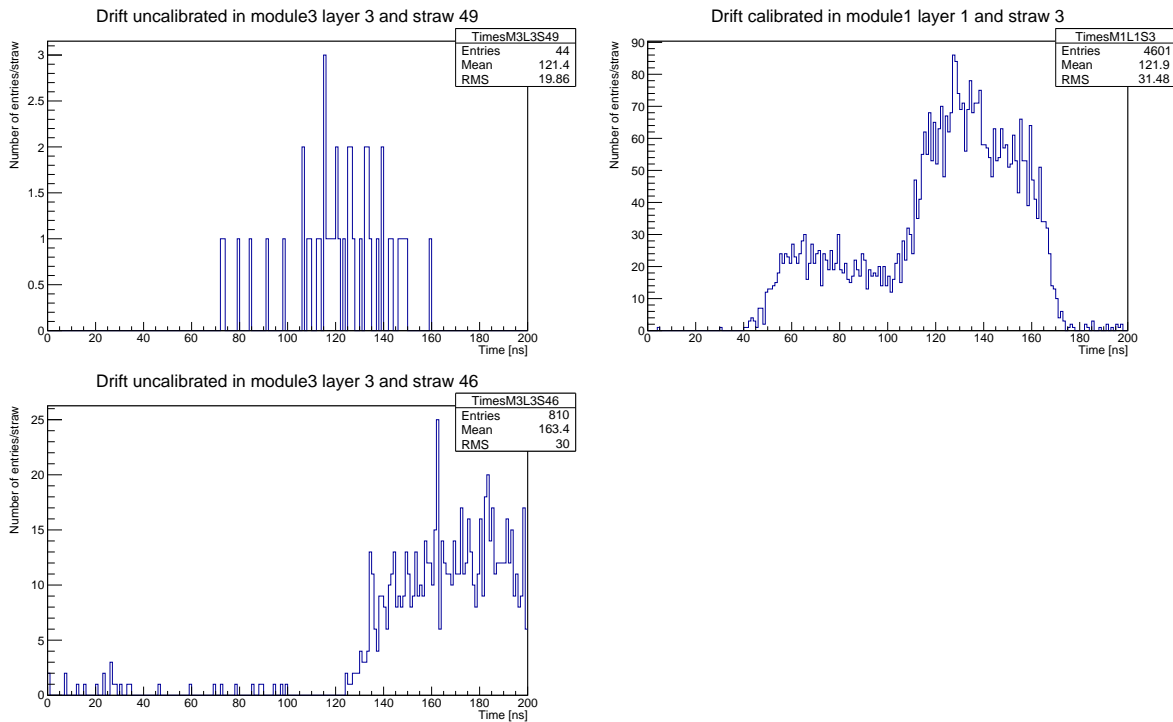 Drift uncalibrated in module3 layer 3 and straw 49
TimesM3L3S49
Entries 44
Mean 121.4
RMS 19.86
Number of entries/straw
3
2.5
2
1.5
1
0.5
0
0 20 40 60 80 100 120 140 160 180 200
Time [ns]
Drift calibrated in module1 layer 1 and straw 3
TimesM1L1S3
Entries 4601
Mean 121.9
RMS 31.48
Number of entries/straw
90
80
70
60
50
40
30
20
10
0
0 20 40 60 80 100 120 140 160 180 200
Time [ns]
Drift uncalibrated in module3 layer 3 and straw 46
TimesM3L3S46
Entries 810
Mean 163.4
RMS 30
Number of entries/straw
25
20
15
10
5
0
0 20 40 60 80 100 120 140 160 180 200
Time [ns]